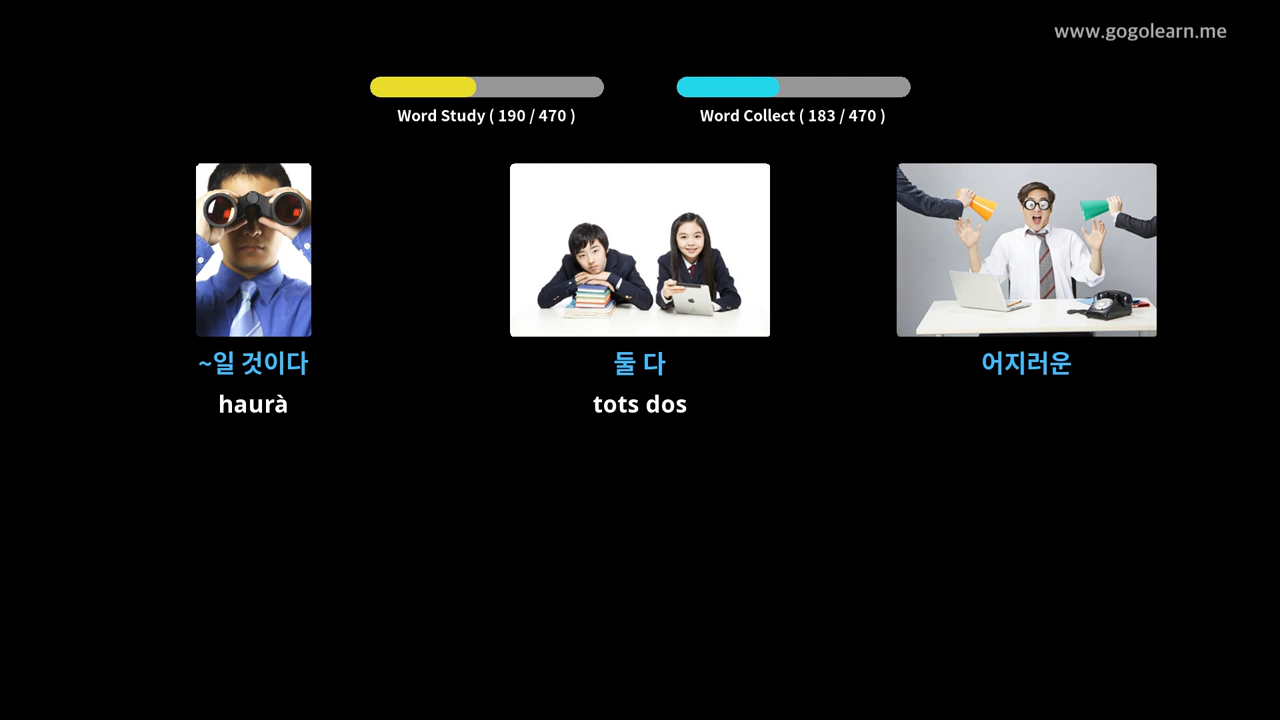 www.gogolearn.me
Word Study ( 190 / 470 )
Word Collect ( 183 / 470 )
~일 것이다
haurà
둘 다
tots dos
어지러운